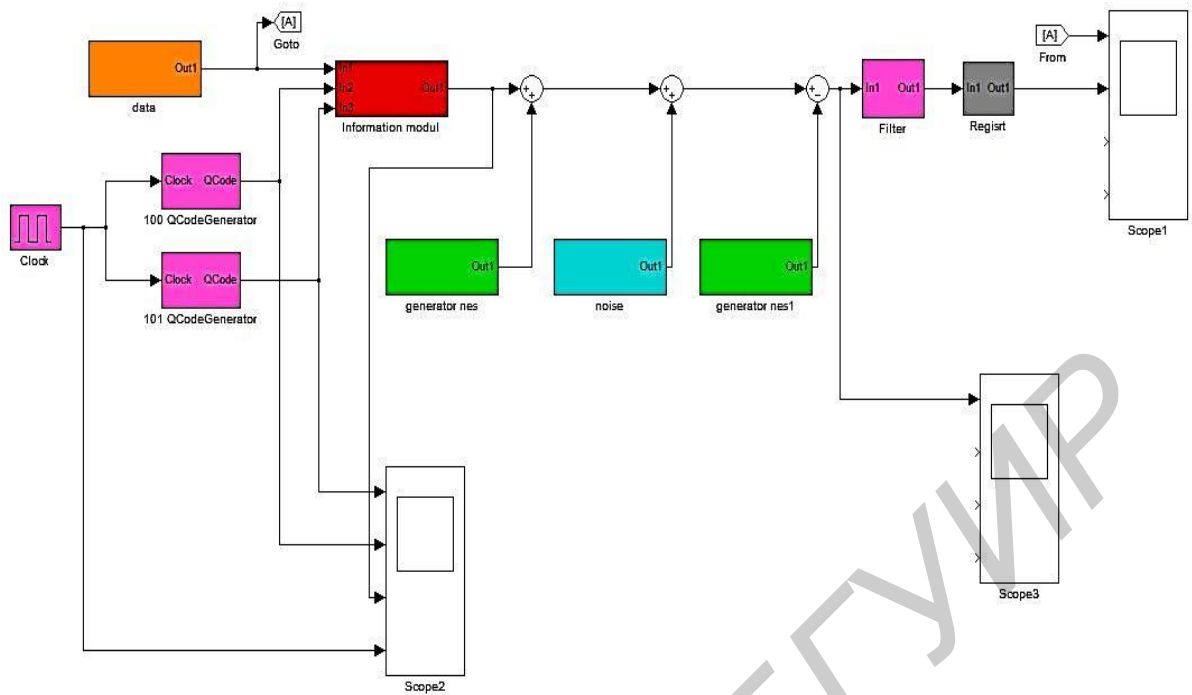 [A]
Goto
Out1
data
In1
In2
In3
Out1
Information modul
[A]
From
In1 Out1
Filter
In1 Out1
Regisrt
Scope1
Clock QCode
100 QCodeGenerator
Clock
Clock QCode
101 QCodeGenerator
Out1
generator nes
Out1
noise
Out1
generator nes1
Scope3
Scope2
ГУИР